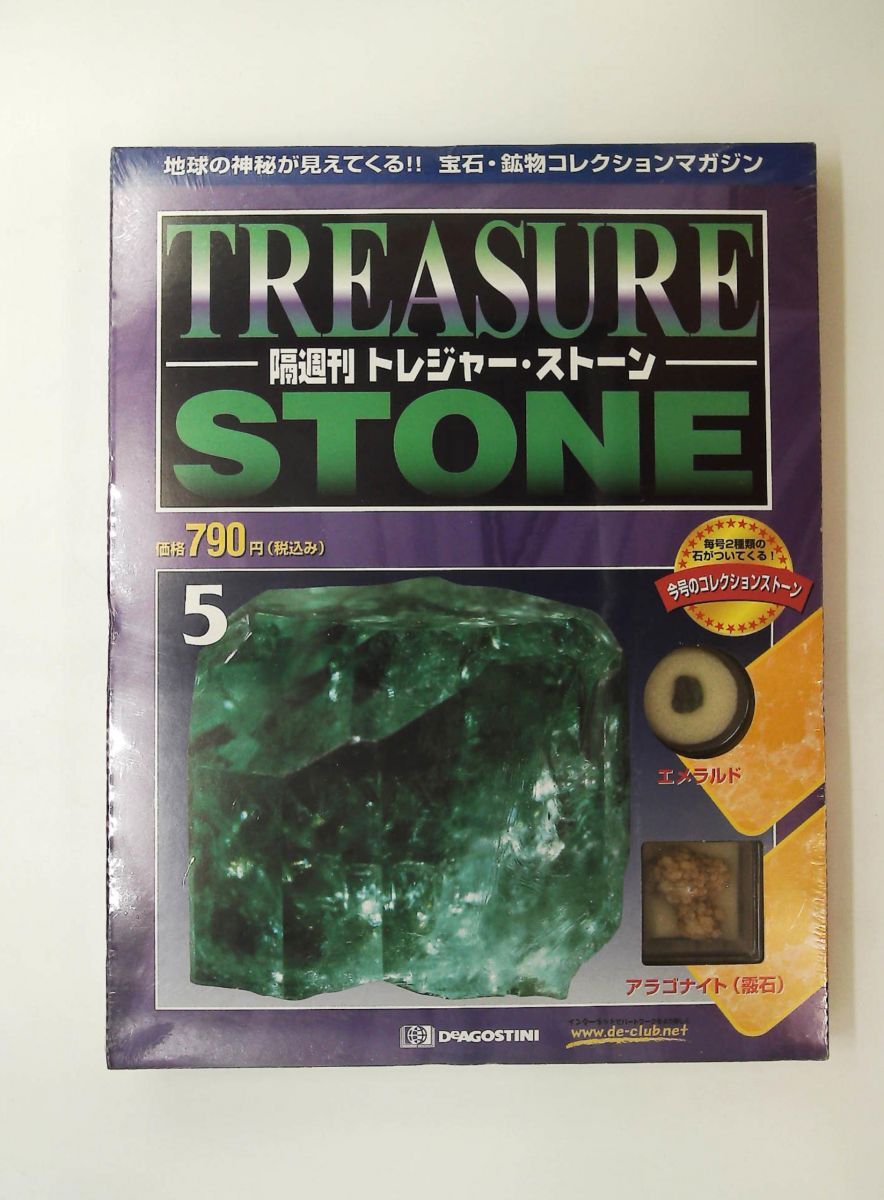 地球の神秘が見えてくる!! 宝石・鉱物コレクションマガジン
TREASURE
隔週刊 トレジャー・ストーン
STONE
価格790円(税込み)
毎号2種類の
石がついてくる!
今号のコレクションストーン
5
エメラルド
アラゴナイト(霰石)
DeAGOSTINI
www.de-club.net